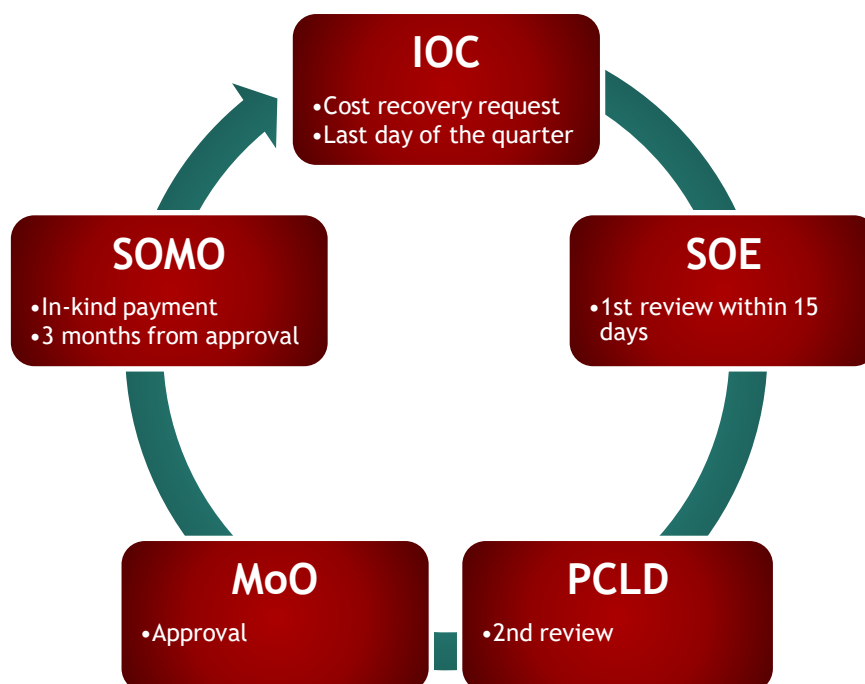 IOC
•Cost recovery request
•Last day of the quarter
SOE
•1st review within 15
days
PCLD
•2nd review
MoO
•Approval
SOMO
•In-kind payment
•3 months from approval